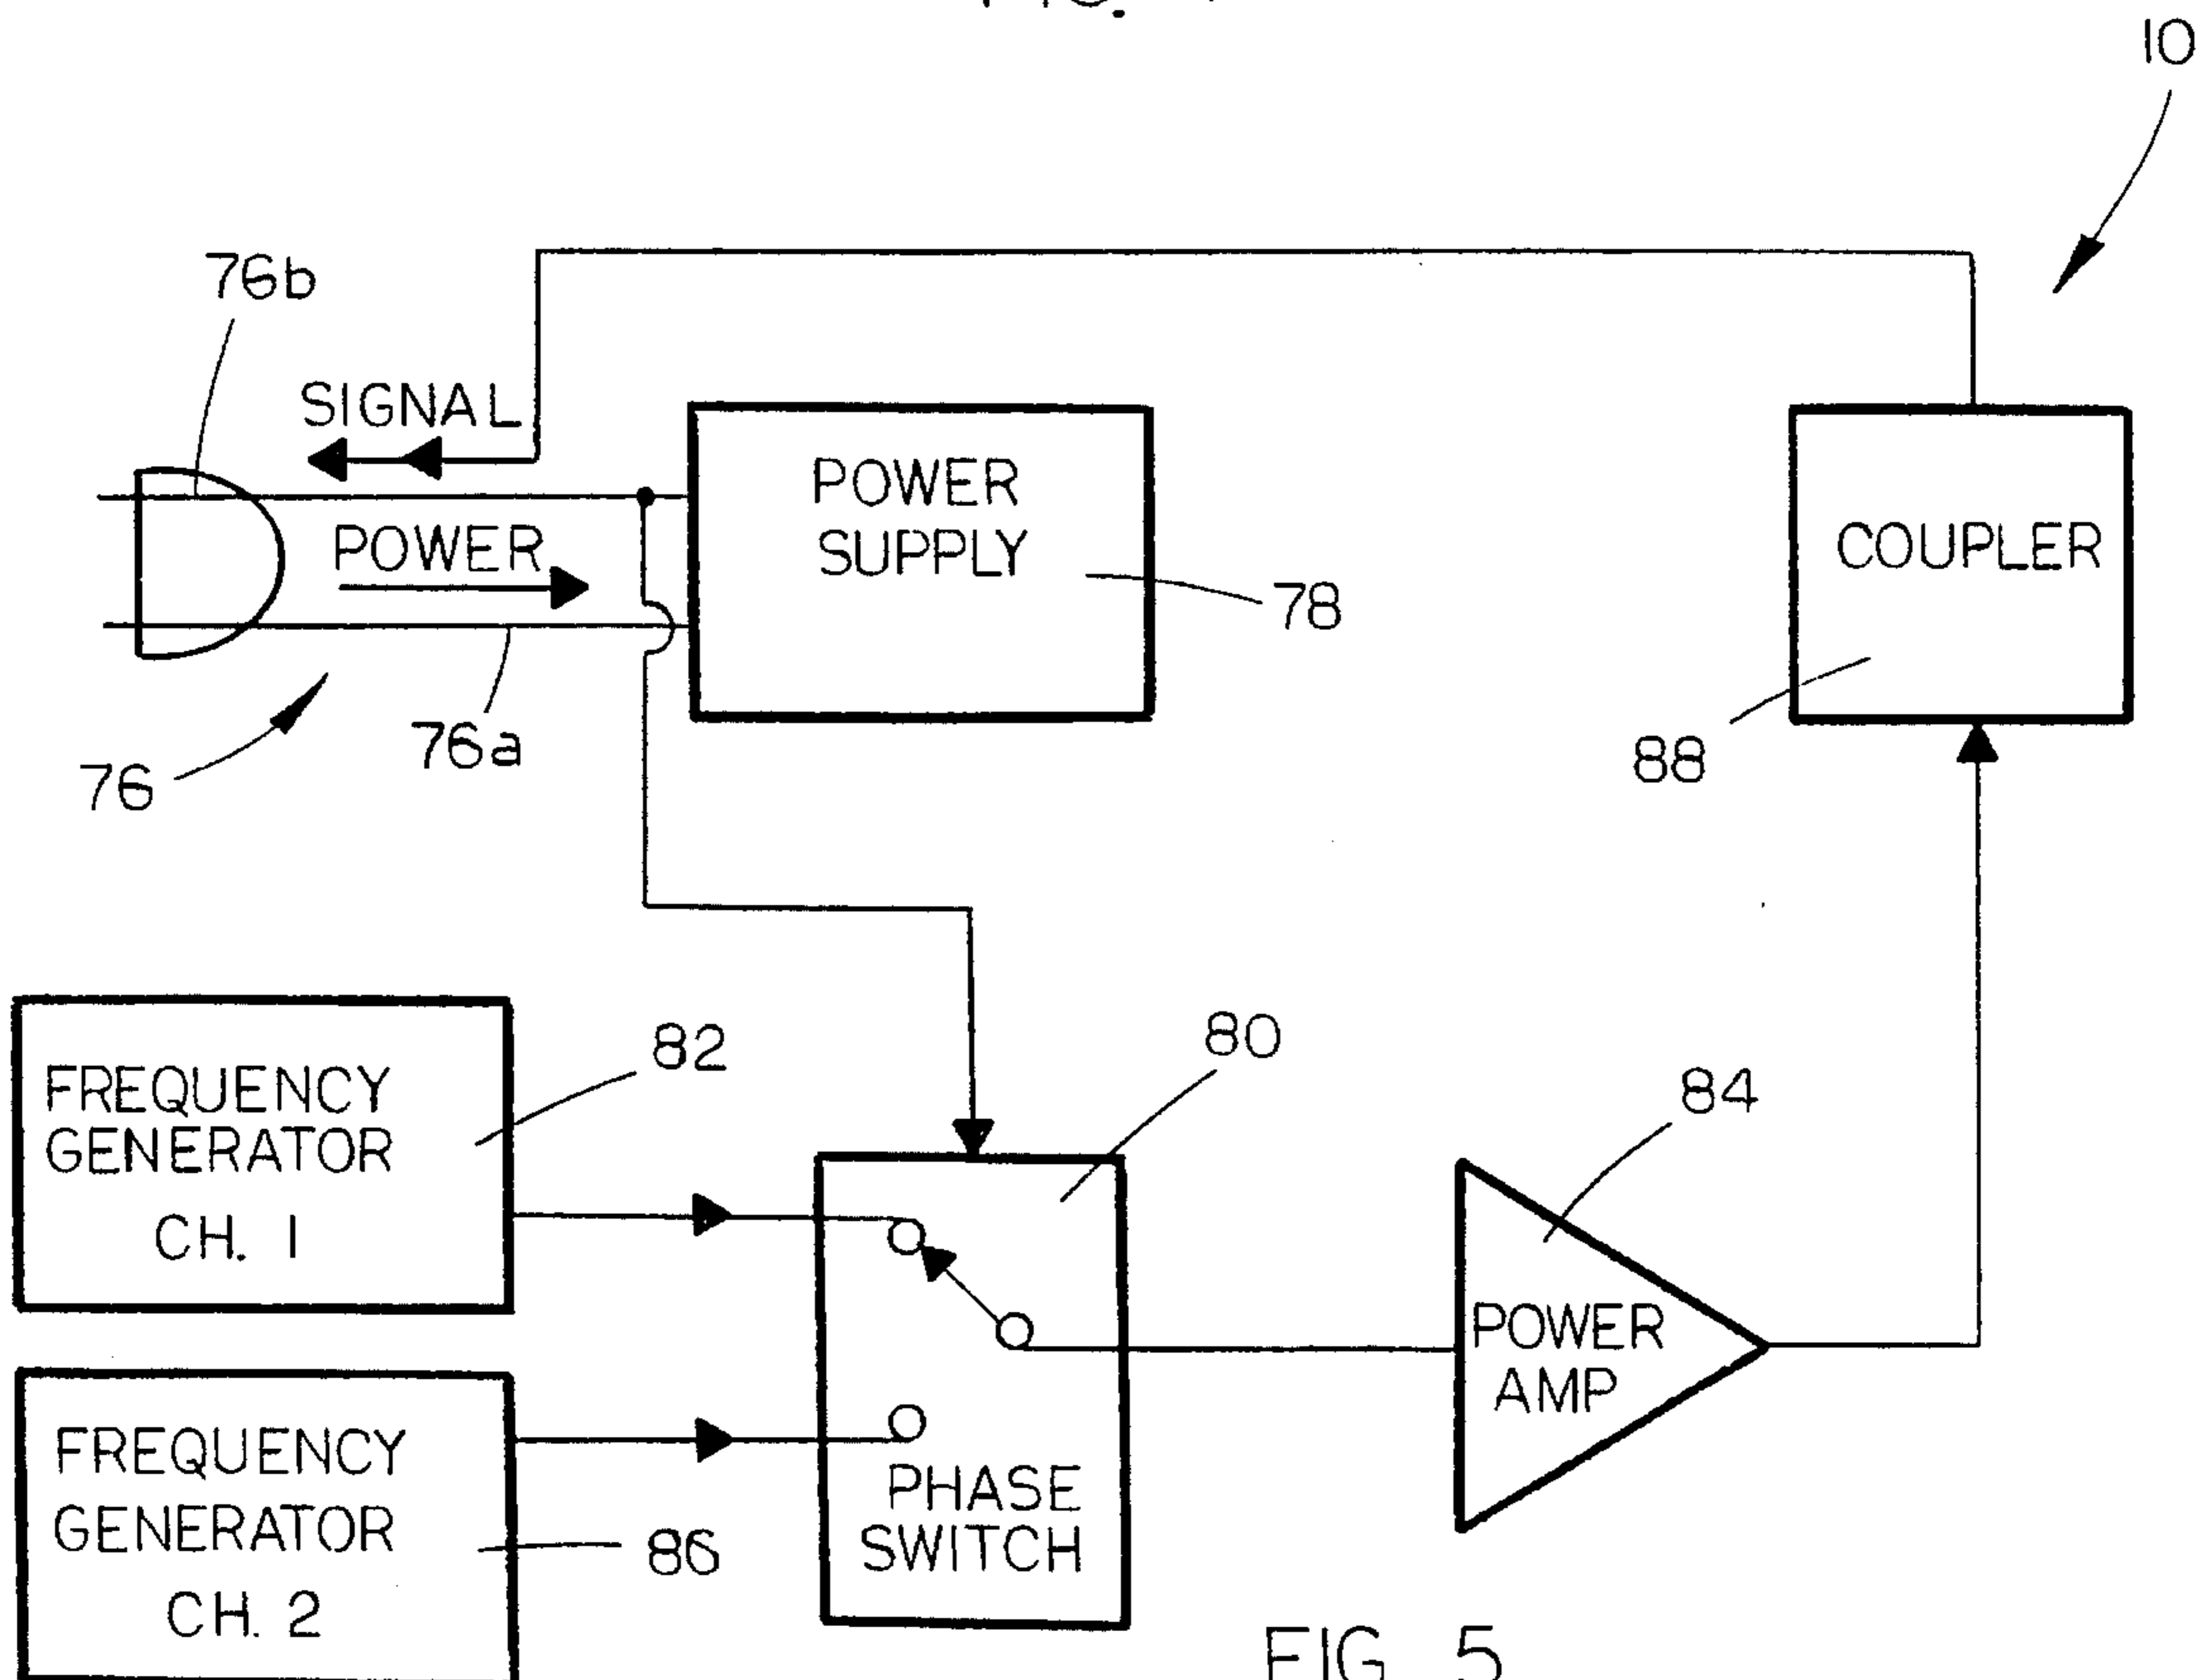 10
76b
SIGNAL
POWER
POWER
SUPPLY
78
COUPLER
88
76a
76
FREQUENCY
GENERATOR
CH. 1
82
80
84
POWER
AMP
FREQUENCY
GENERATOR
CH. 2
86
PHASE
SWITCH
FIG. 5